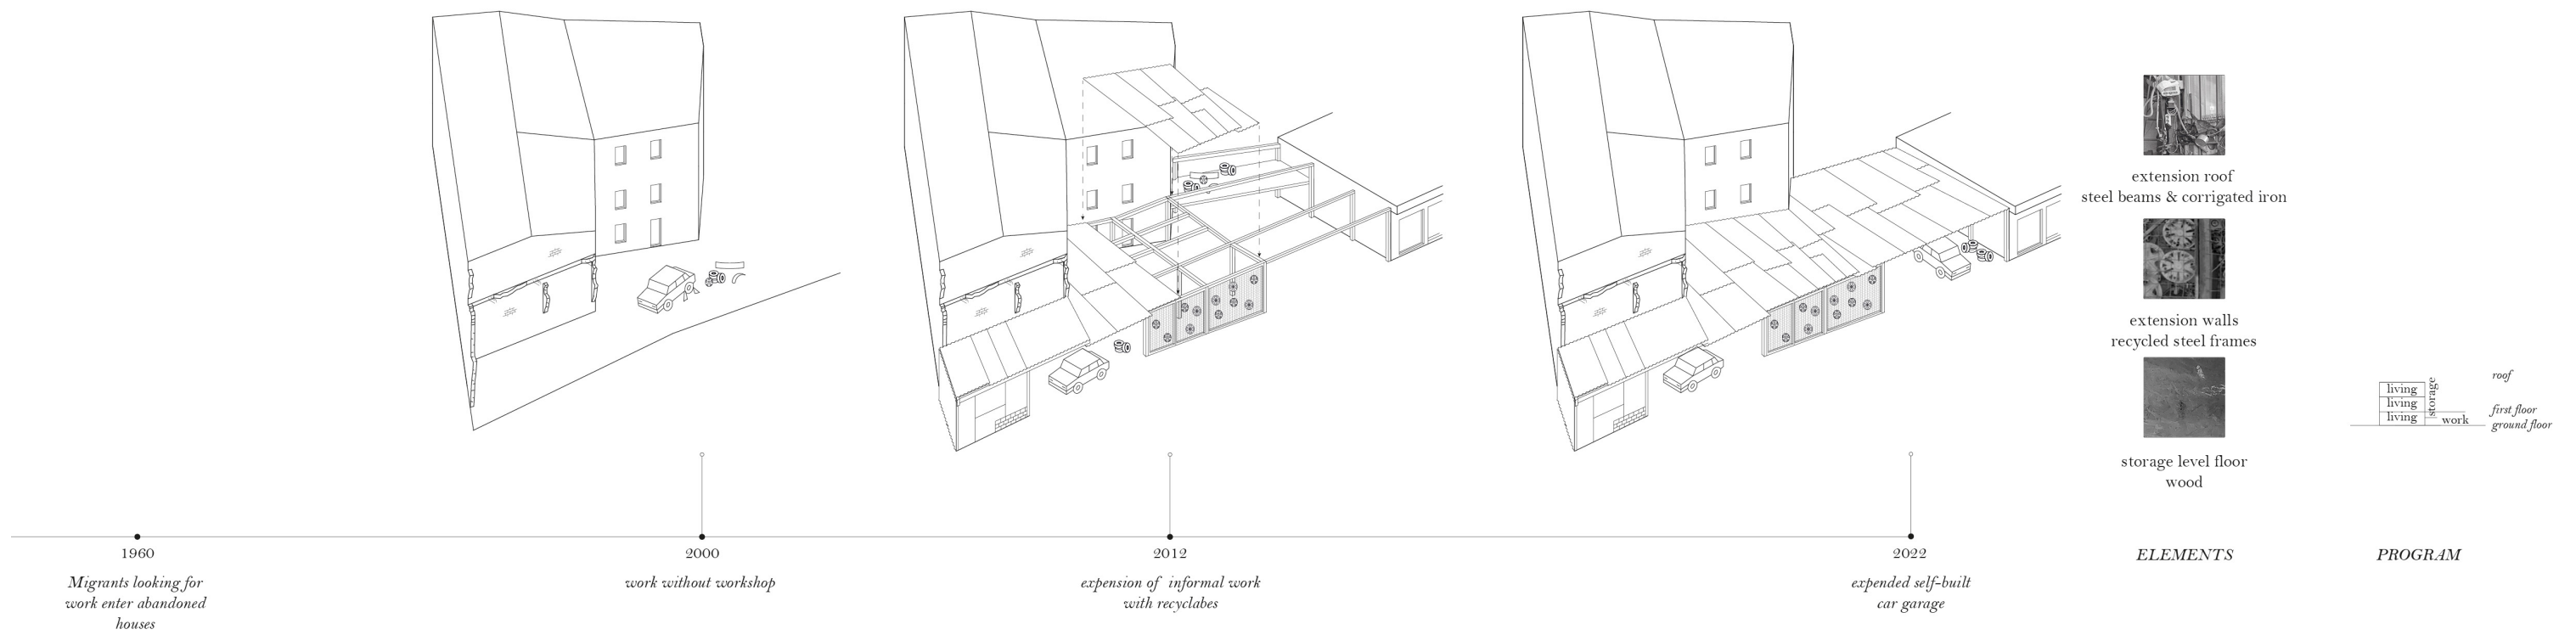 extension roof
steel beams & corrigated iron
extension walls
recycled steel frames
storage level floor
wood
living
living
living
storage
work
roof
first floor
ground floor
1960
Migrants looking for
work enter abandoned
houses
2000
work without workshop
2012
expension of informal work
with recyclabes
2022
expended self-built
car garage
ELEMENTS
PROGRAM